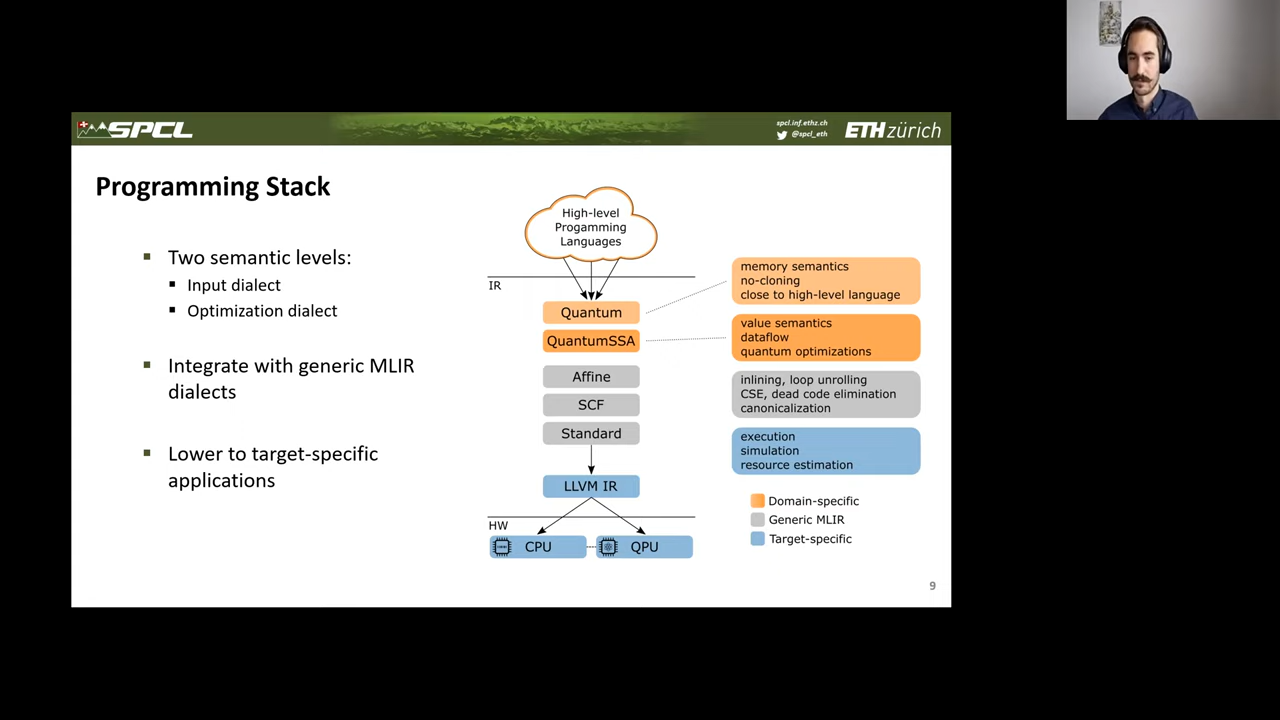 SPCL
spcl.inf.ethz.ch
@spcl_eth
ETH zürich
Programming Stack
Two semantic levels:
Input dialect
Optimization dialect
Integrate with generic MLIR
dialects
Lower to target-specific
applications
High-level
Progamming
Languages
IR
Quantum
QuantumSSA
Affine
SCF
Standard
LLVM IR
HW
CPU
QPU
memory semantics
no-cloning
close to high-level language
value semantics
dataflow
quantum optimizations
inlining, loop unrolling
CSE, dead code elimination
canonicalization
execution
simulation
resource estimation
Domain-specific
Generic MLIR
Target-specific
9